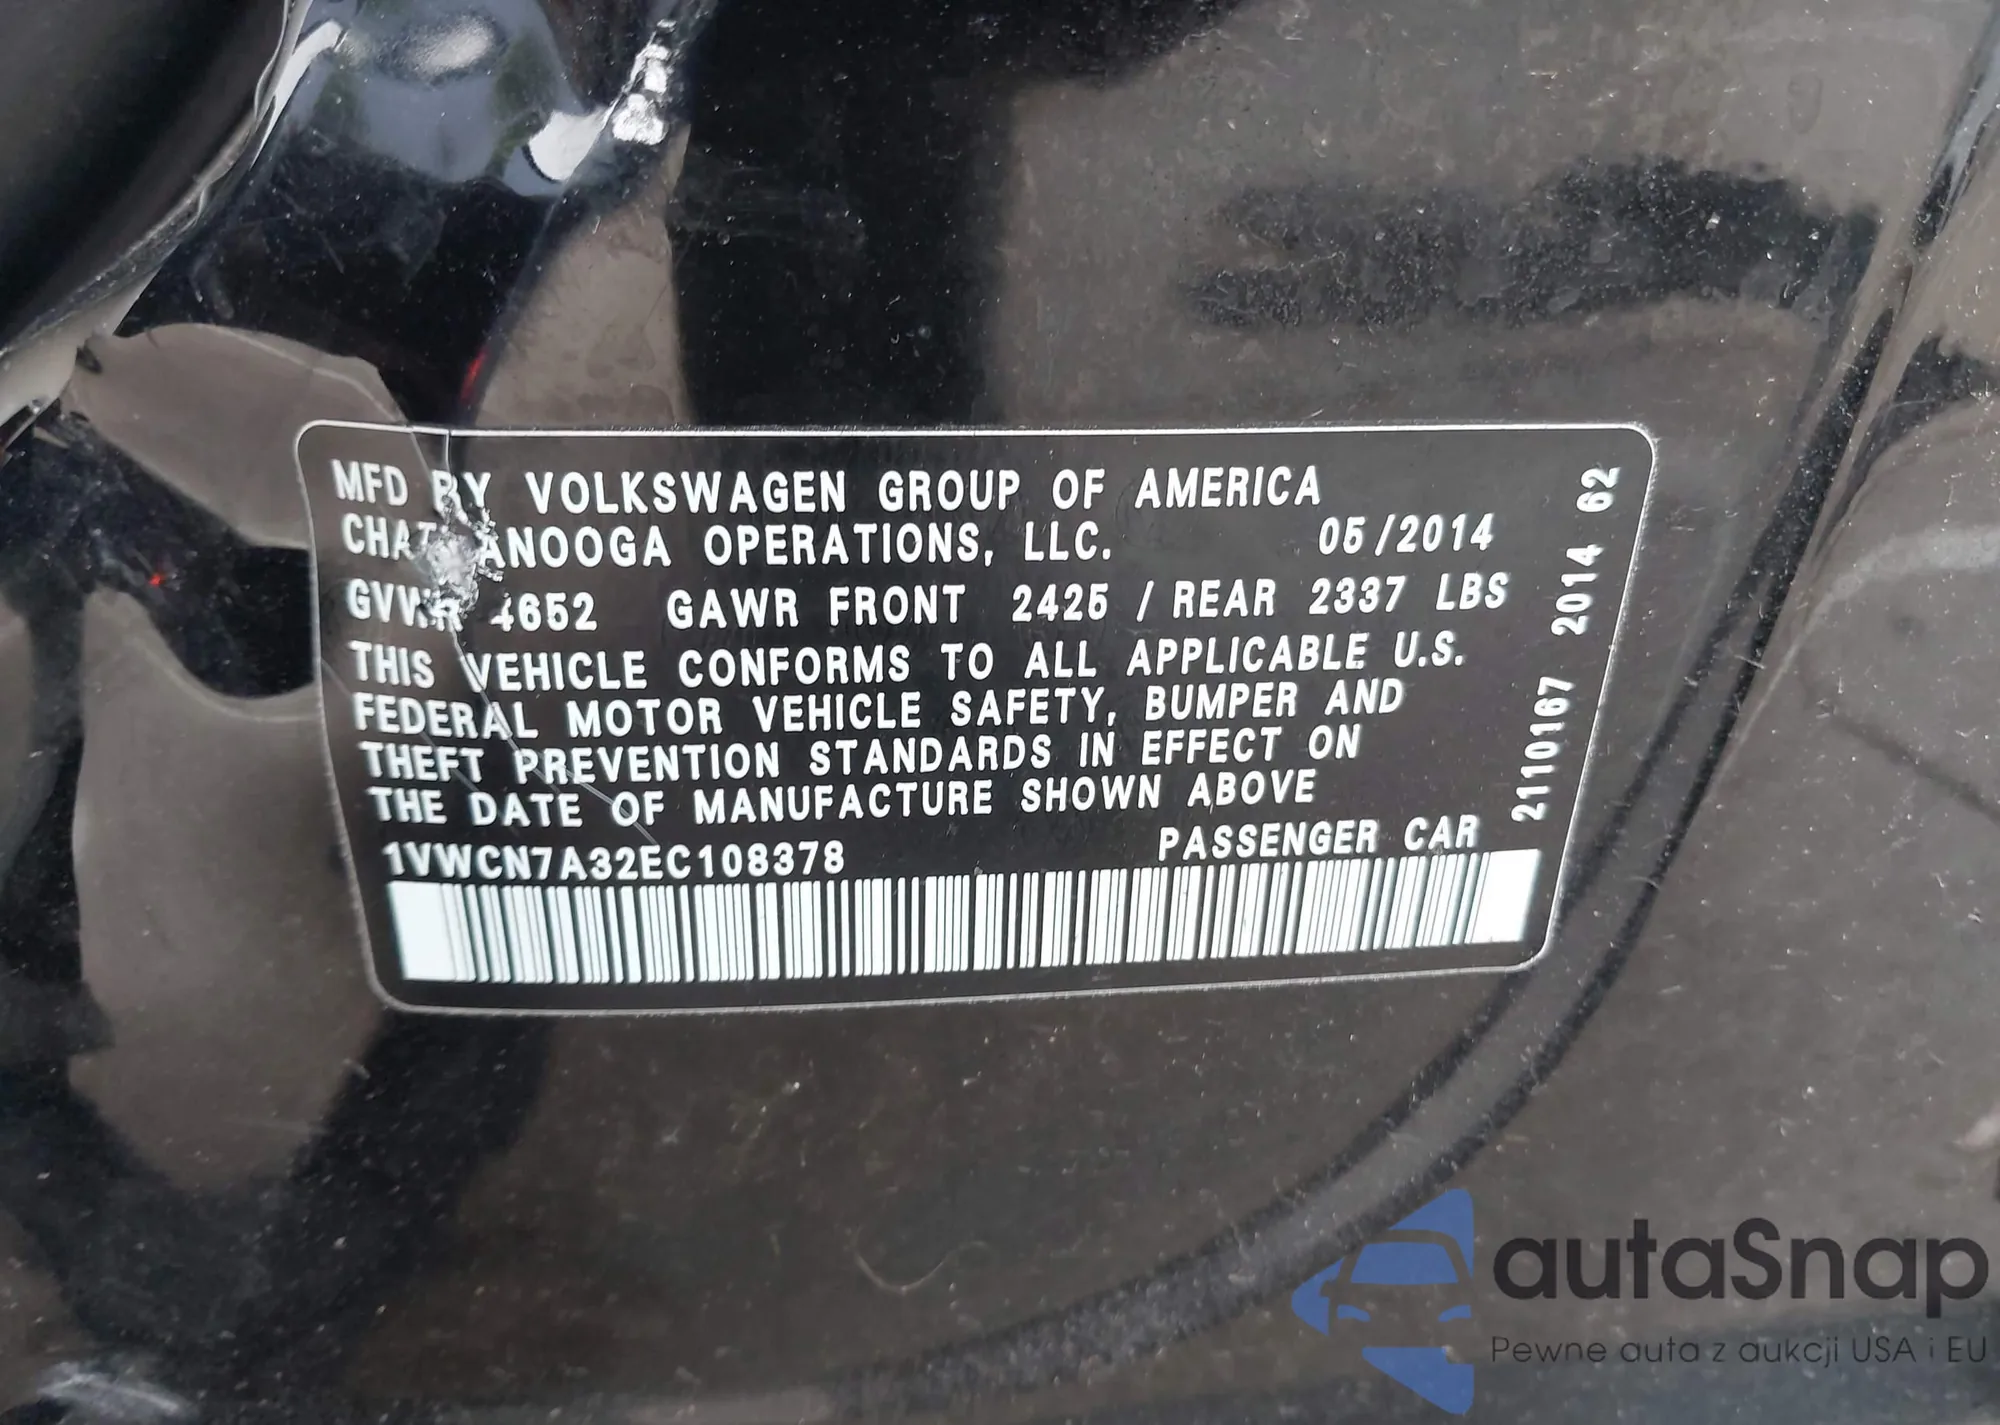 MFD BY VOLKSWAGEN GROUP OF AMERICA
CHATTANOOGA OPERATIONS, LLC. 05/2014
GVWR 4652 GAWR FRONT 2425 / REAR 2337 LBS
THIS VEHICLE CONFORMS TO ALL APPLICABLE U.S.
FEDERAL MOTOR VEHICLE SAFETY, BUMPER AND
THEFT PREVENTION STANDARDS IN EFFECT ON
THE DATE OF MANUFACTURE SHOWN ABOVE
1VWCN7A32EC108378 PASSENGER CAR
2110167 2014 62
autaSnap
Pewne auta z aukcji USA i EU